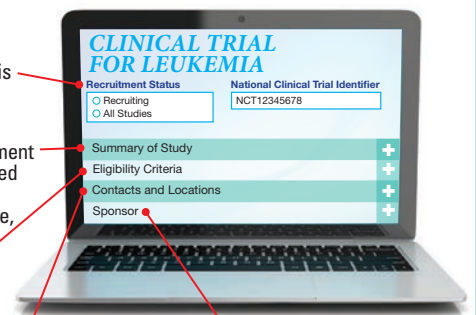 CLINICAL TRIAL
FOR LEUKEMIA
is
Recruitment Status
National Clinical Trial Identifier
Recruiting
All Studies
NCT12345678
ment
ed
e,
Summary of Study
Eligibility Criteria
Contacts and Locations
Sponsor